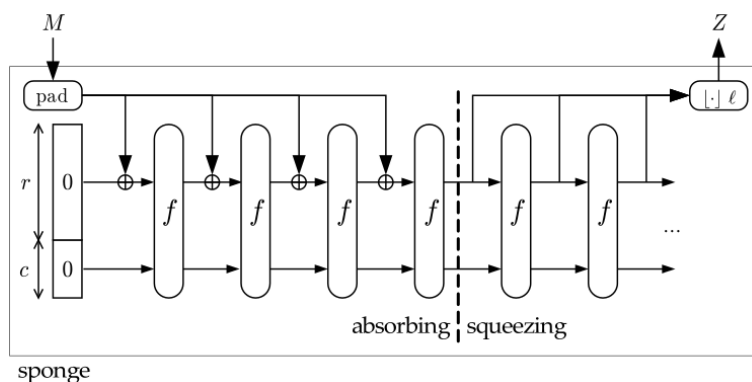 M Z
pad ⌊·⌋ ℓ
r 0 f f f f f f
c 0 ...
absorbing squeezing
sponge